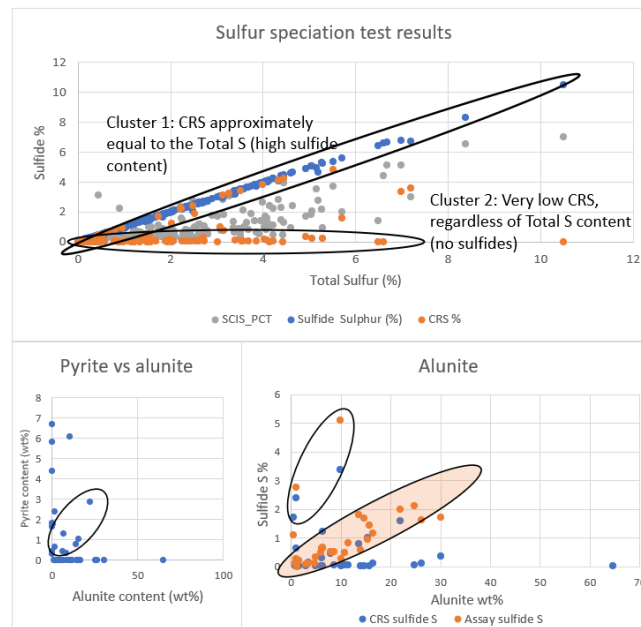 Sulfur speciation test results
12
10
8
6
4
2
0
0 2 4 6 8 10 12
Sulfide %
Cluster 1: CRS approximately
equal to the Total S (high sulfide
content)
Cluster 2: Very low CRS,
regardless of Total S content
(no sulfides)
Total Sulfur (%)
SCIS_PCT Sulfide Sulphur (%) CRS %
Pyrite vs alunite
8
7
6
5
4
3
2
1
0
0 50 100
Pyrite content (wt%)
Alunite content (wt%)
Alunite
6
5
4
3
2
1
0
0 10 20 30 40 50 60 70
Sulfide S %
Alunite wt%
CRS sulfide S Assay sulfide S